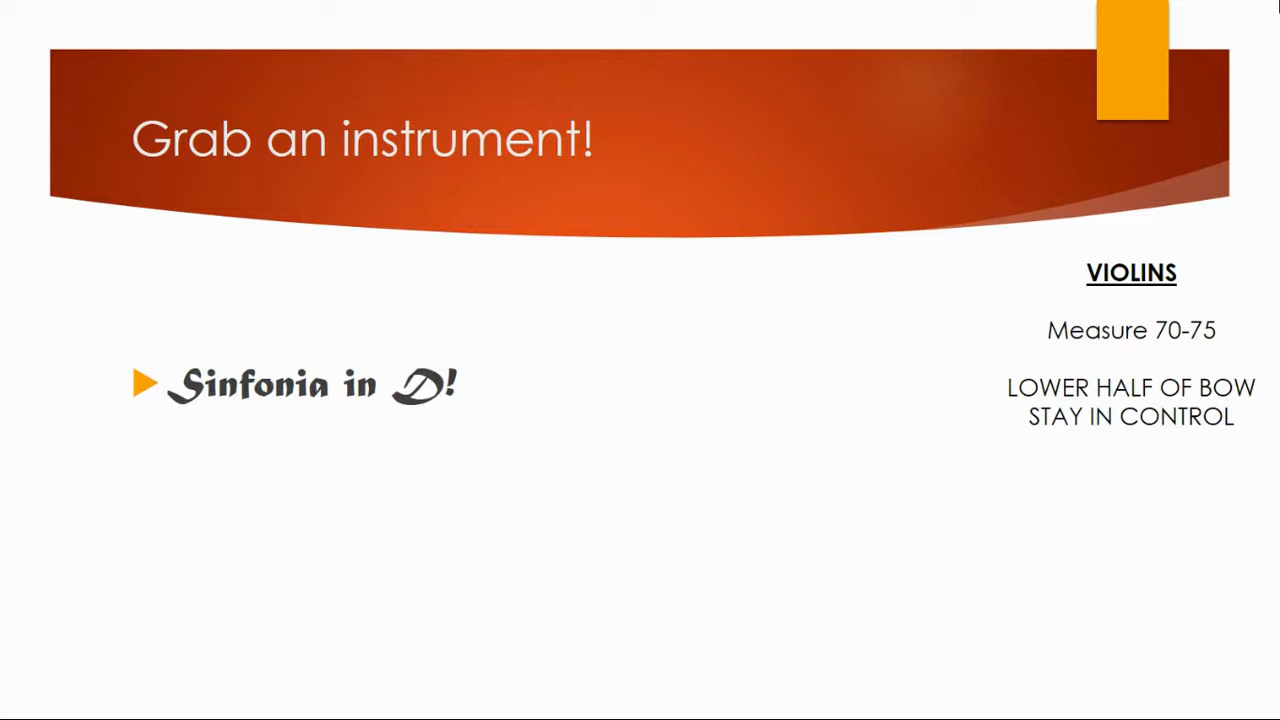 Grab an instrument!
VIOLINS
Measure 70-75
Sinfonia in D!
LOWER HALF OF BOW
STAY IN CONTROL